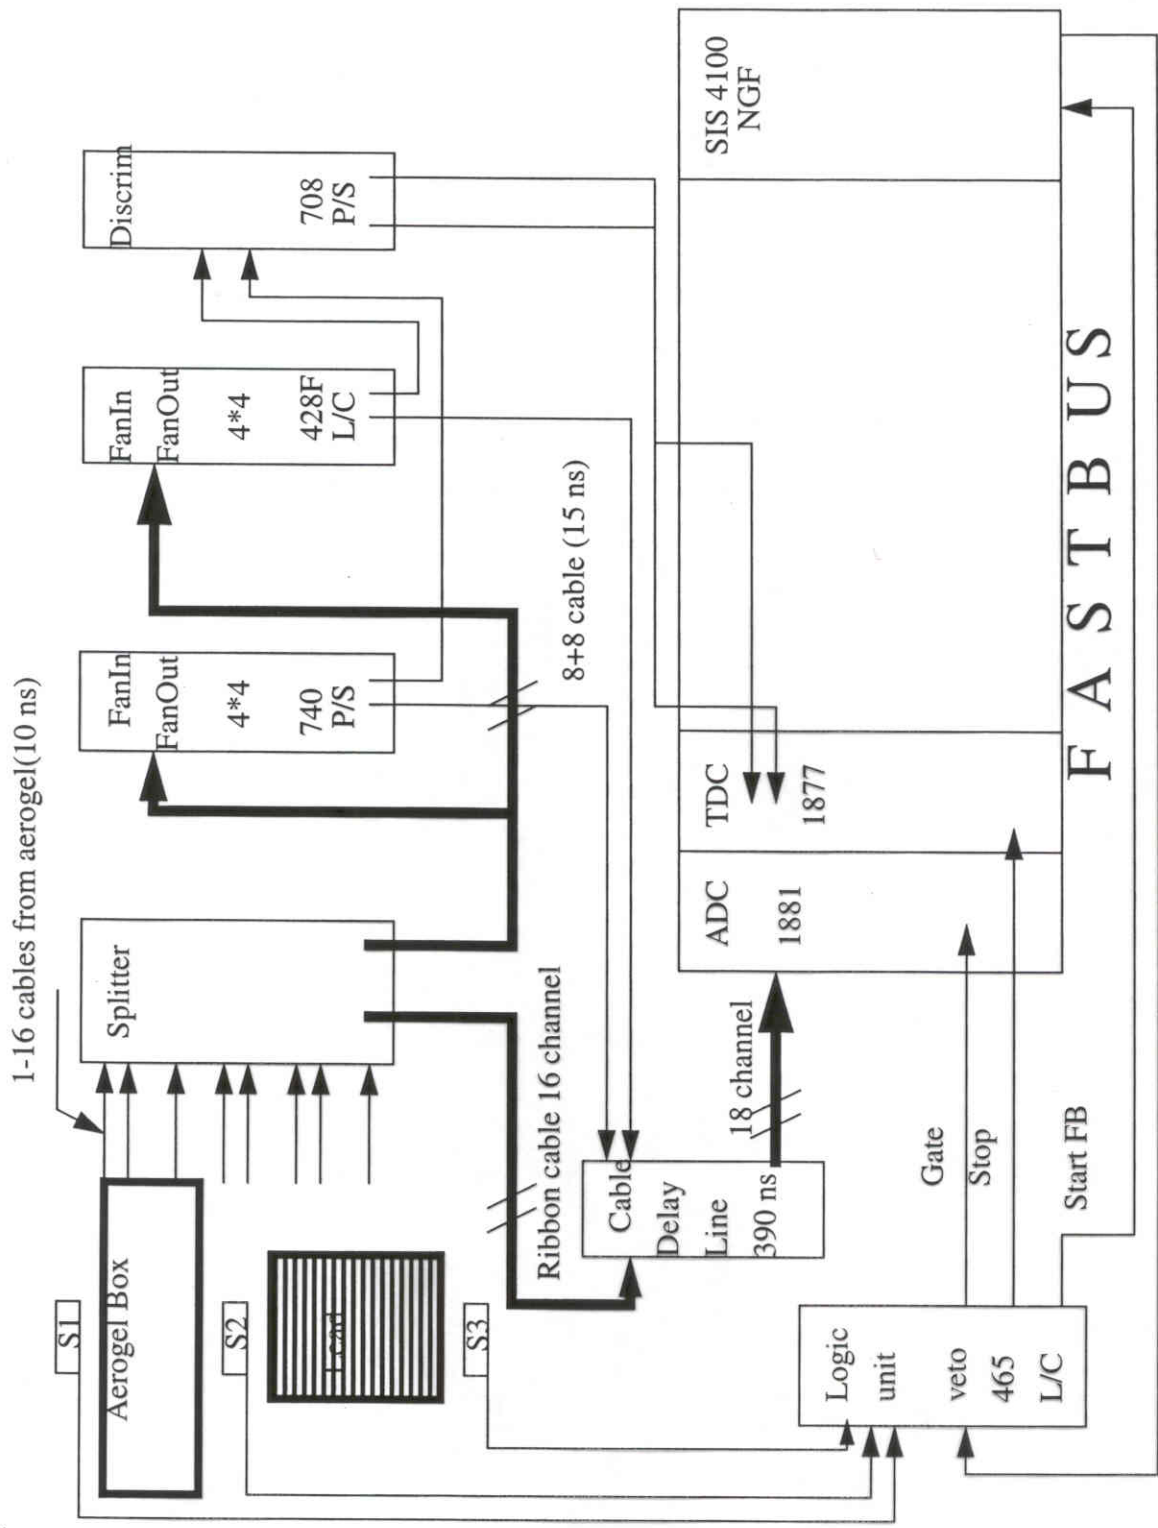 1-16 cables from aerogel(10 ns)
S1
Aerogel Box
S2
Lead
S3
Splitter
FanIn
FanOut
4*4
740
P/S
FanIn
FanOut
4*4
428F
L/C
Discrim
708
P/S
Ribbon cable 16 channel
8+8 cable (15 ns)
Cable
Delay
Line
390 ns
18 channel
ADC
1881
TDC
1877
SIS 4100
NGF
Logic
unit
veto
465
L/C
Gate
Stop
Start FB
F A S T B U S